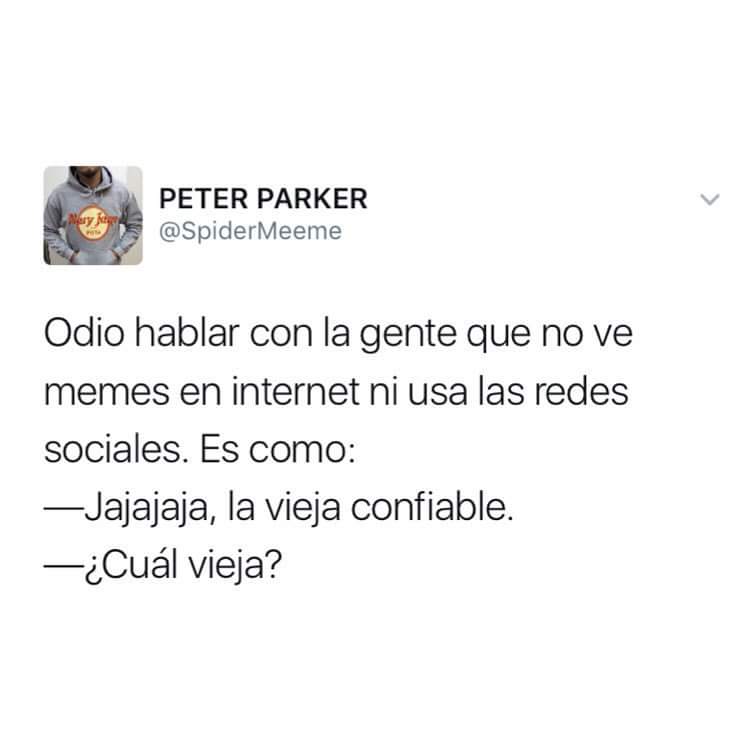 PETER PARKER
@SpiderMeeme
Odio hablar con la gente que no ve
memes en internet ni usa las redes
sociales. Es como:
—Jajajaja, la vieja confiable.
—¿Cuál vieja?